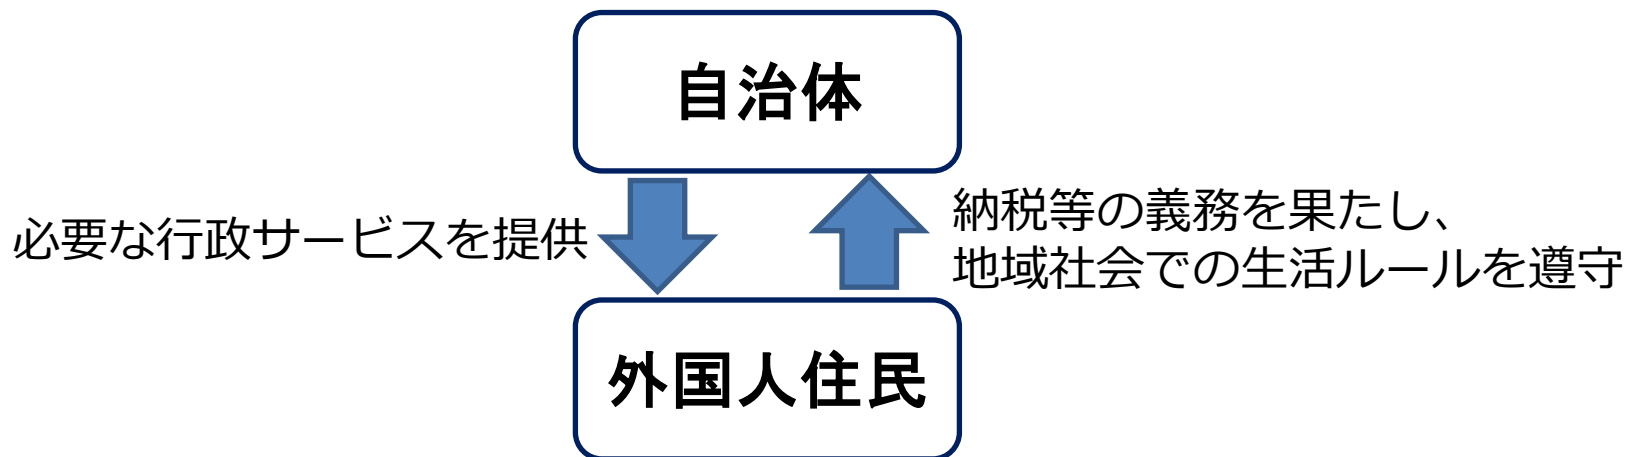 自治体
必要な行政サービスを提供
納税等の義務を果たし、
地域社会での生活ルールを遵守
外国人住民